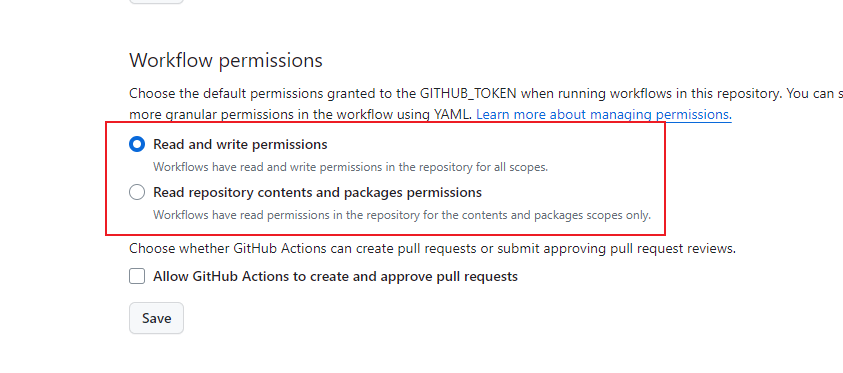 Workflow permissions
Choose the default permissions granted to the GITHUB_TOKEN when running workflows in this repository. You can s
more granular permissions in the workflow using YAML. Learn more about managing permissions.
Read and write permissions
Workflows have read and write permissions in the repository for all scopes.
Read repository contents and packages permissions
Workflows have read permissions in the repository for the contents and packages scopes only.
Choose whether GitHub Actions can create pull requests or submit approving pull request reviews.
Allow GitHub Actions to create and approve pull requests
Save